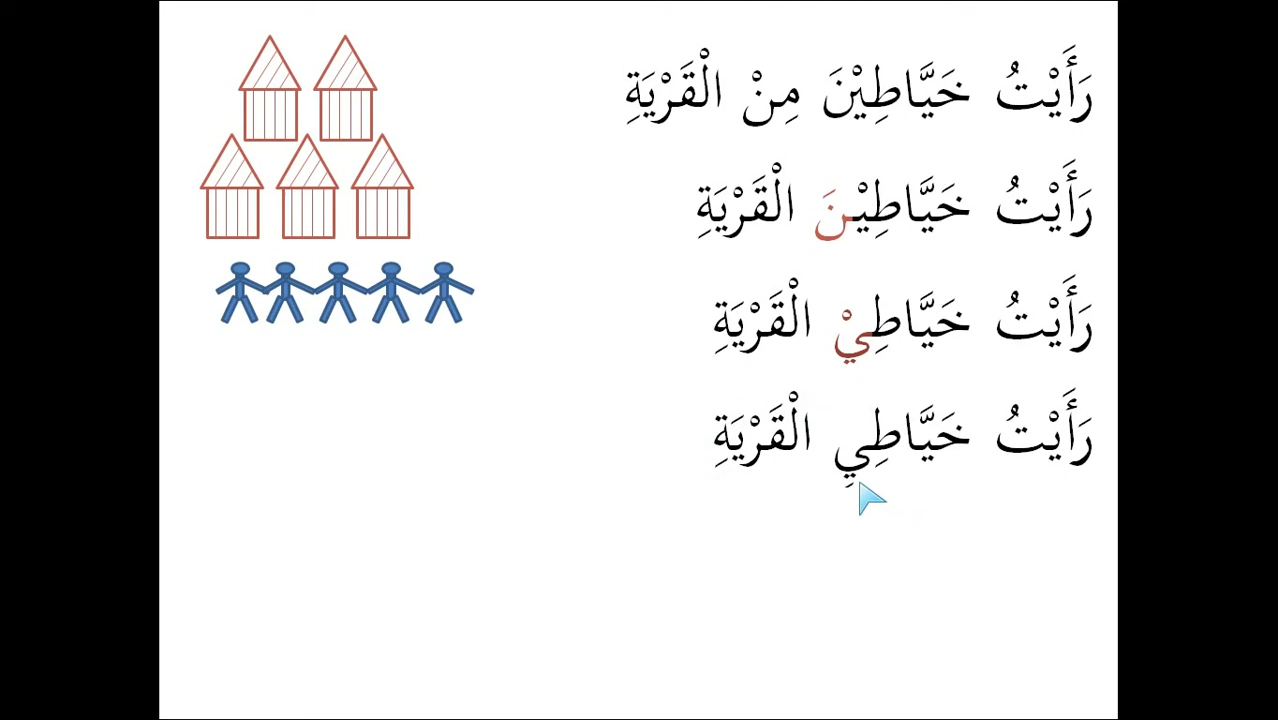 رَأَيْتُ خَيَّاطِيْنَ مِنْ الْقَرْيَةِ
رَأَيْتُ خَيَّاطِيْنَ الْقَرْيَةِ
رَأَيْتُ خَيَّاطِيْ الْقَرْيَةِ
رَأَيْتُ خَيَّاطِيِ الْقَرْيَةِ